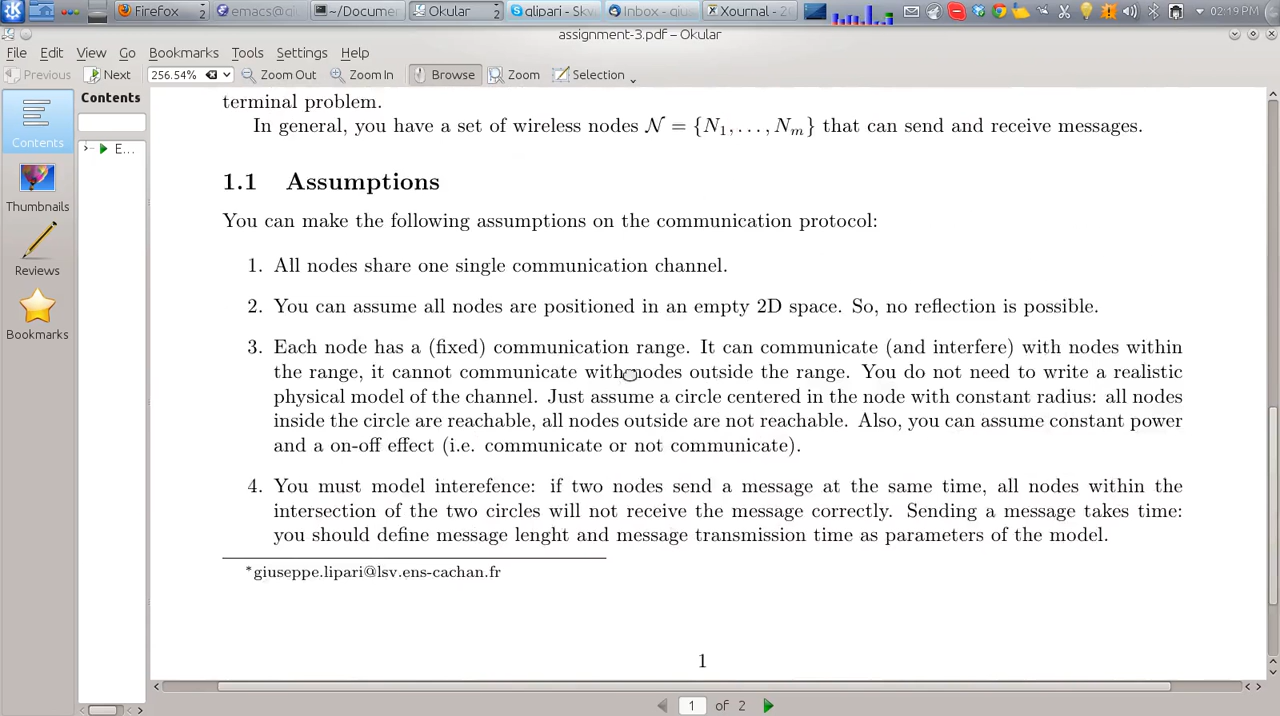 Firefox 2
emacs@gl
~/Docume
Okular 2
glipari - Sky
Inbox - gius
Xournal - 2
02:19 PM
assignment-3.pdf – Okular
File Edit View Go Bookmarks Tools Settings Help
Previous Next 256.54% Zoom Out Zoom In Browse Zoom Selection
Contents
Contents
E...
Thumbnails
Reviews
Bookmarks
terminal problem.
In general, you have a set of wireless nodes 𝒩 = {N₁, . . . , Nₘ} that can send and receive messages.
1.1 Assumptions
You can make the following assumptions on the communication protocol:
1. All nodes share one single communication channel.
2. You can assume all nodes are positioned in an empty 2D space. So, no reflection is possible.
3. Each node has a (fixed) communication range. It can communicate (and interfere) with nodes within
the range, it cannot communicate with nodes outside the range. You do not need to write a realistic
physical model of the channel. Just assume a circle centered in the node with constant radius: all nodes
inside the circle are reachable, all nodes outside are not reachable. Also, you can assume constant power
and a on-off effect (i.e. communicate or not communicate).
4. You must model interefence: if two nodes send a message at the same time, all nodes within the
intersection of the two circles will not receive the message correctly. Sending a message takes time:
you should define message lenght and message transmission time as parameters of the model.
*giuseppe.lipari@lsv.ens-cachan.fr
1
1 of 2